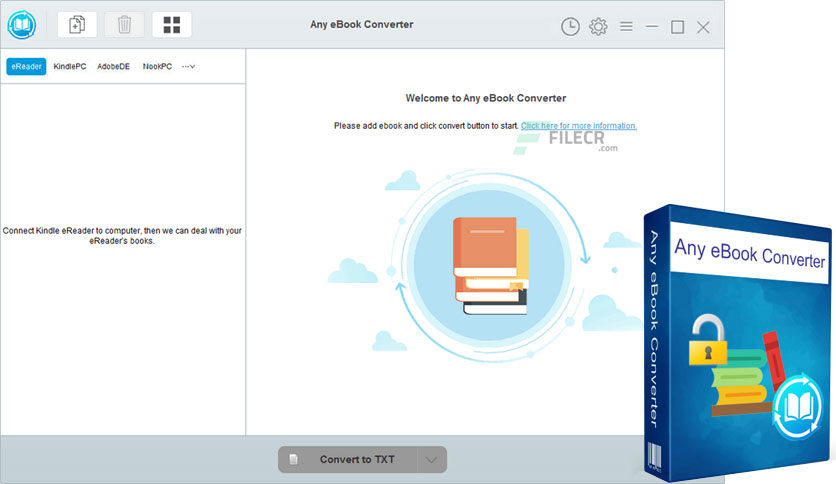 Any eBook Converter
eReader KindlePC AdobeDE NookPC ...
Welcome to Any eBook Converter
Please add ebook and click convert button to start. Click here for more information.
FILECR
.com
Connect Kindle eReader to computer, then we can deal with your
eReader's books.
Convert to TXT
Any eBook Converter
Any eBook Converter